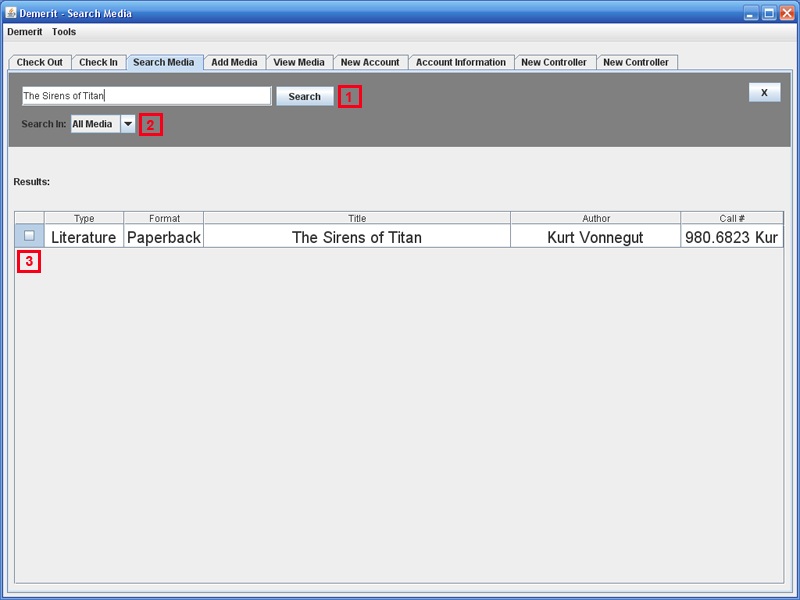 Demerit - Search Media
Demerit Tools
Check Out Check In Search Media Add Media View Media New Account Account Information New Controller New Controller
The Sirens of Titan Search 1 X
Search In: All Media 2
Results:
Type Format Title Author Call #
Literature Paperback The Sirens of Titan Kurt Vonnegut 980.6823 Kur
3